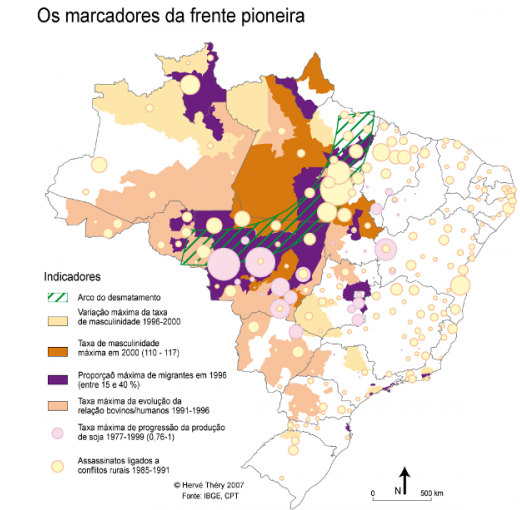 Os marcadores da frente pioneira
Indicadores
Arco do desmatamento
Variação máxima da taxa
de masculinidade 1996-2000
Taxa de masculinidade
máxima em 2000 (110 - 117)
Proporçaõ máxima de migrantes em 1996
(entre 15 e 40 %)
Taxa máxima da evolução da
relação bovinos/humanos 1991-1996
Taxa máxima de progressão da produção
de soja 1977-1999 (0,76-1)
Assassinatos ligados a
conflitos rurais 1985-1991
© Hervé Théry 2007
Fonte: IBGE, CPT
N
0 500 km